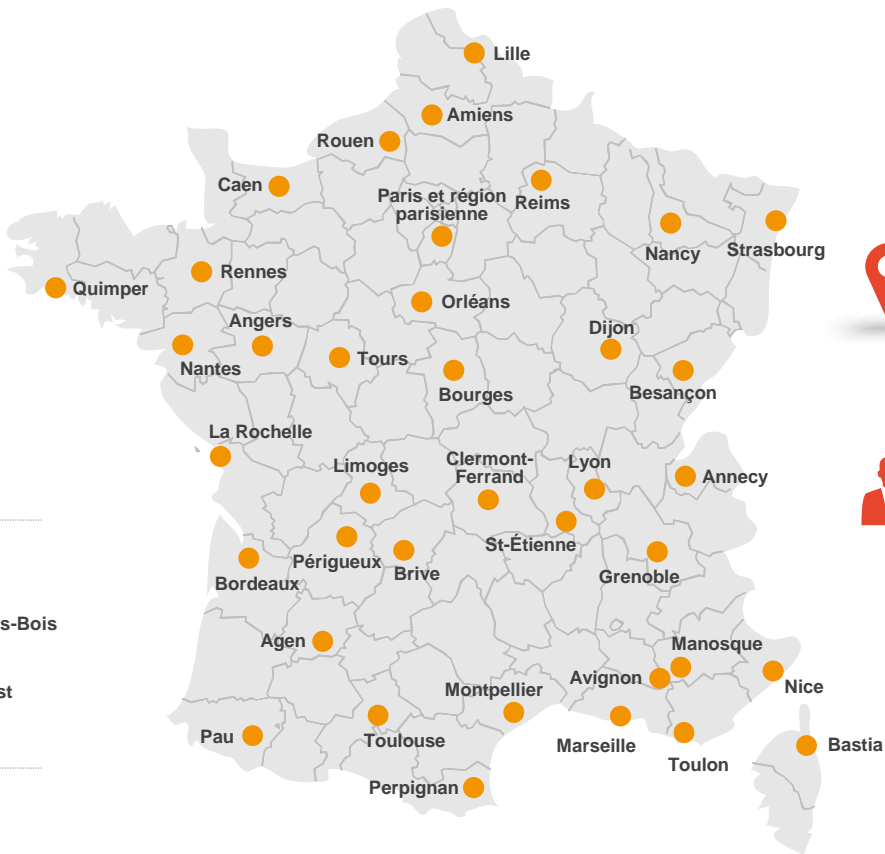 Lille
Amiens
Rouen
Caen
Paris et région
parisienne
Reims
Nancy
Strasbourg
Quimper
Rennes
Orléans
Angers
Dijon
Nantes
Tours
Bourges
Besançon
La Rochelle
Limoges
Clermont-
Ferrand
Lyon
Annecy
St-Étienne
Périgueux
Brive
Grenoble
Bordeaux
s-Bois
Agen
Manosque
Avignon
Nice
st
Montpellier
Pau
Toulouse
Marseille
Bastia
Toulon
Perpignan